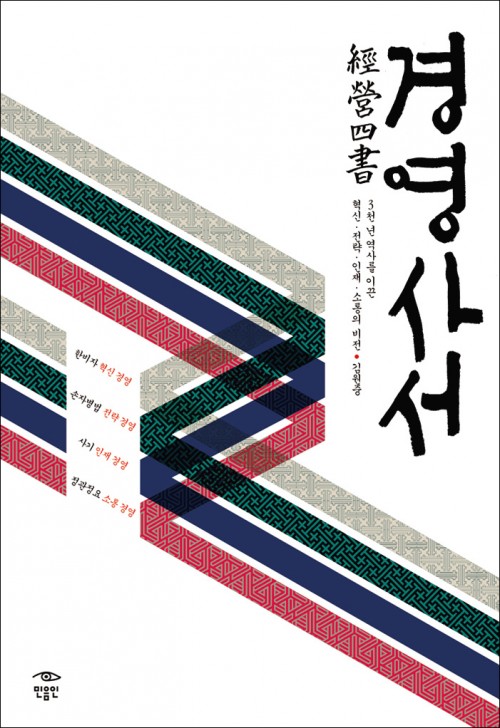 경영사서
經營四書
3천 년 역사를 이끈
혁신·전략·인재·소통의 비전 • 김원중
한비자 혁신 경영
손자병법 전략 경영
사기 인재 경영
정관정요 소통 경영
민음인